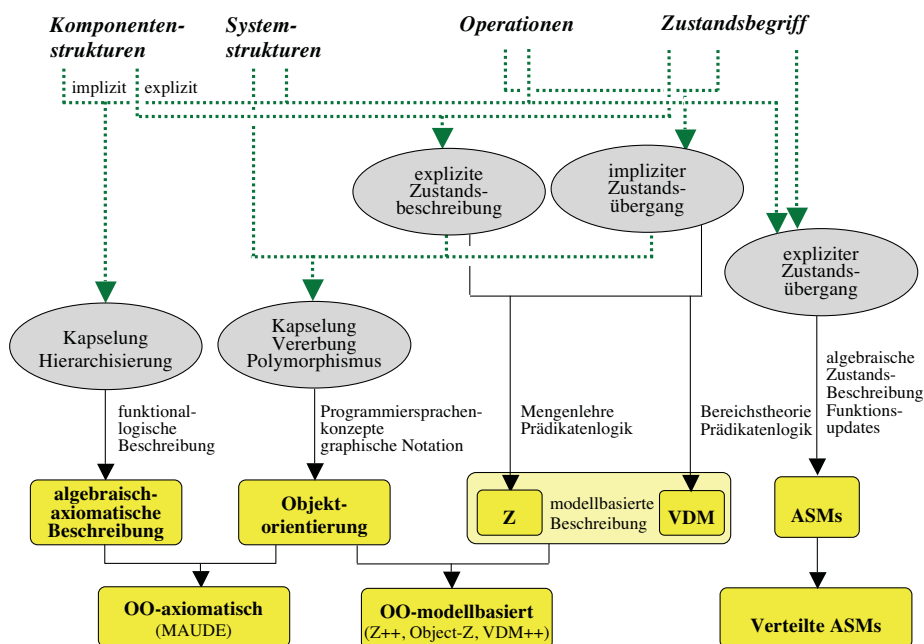 Komponenten-
strukturen
System-
strukturen
Operationen
Zustandsbegriff
implizit
explizit
explizite
Zustands-
beschreibung
impliziter
Zustands-
übergang
expliziter
Zustands-
übergang
Kapselung
Hierarchisierung
Kapselung
Vererbung
Polymorphismus
funktional-
logische
Beschreibung
Programmiersprachen-
konzepte
graphische Notation
Mengenlehre
Prädikatenlogik
Bereichstheorie
Prädikatenlogik
algebraische
Zustands-
Beschreibung
Funktions-
updates
algebraisch-
axiomatische
Beschreibung
Objekt-
orientierung
Z
modellbasierte
Beschreibung
VDM
ASMs
OO-axiomatisch
(MAUDE)
OO-modellbasiert
(Z++, Object-Z, VDM++)
Verteilte ASMs